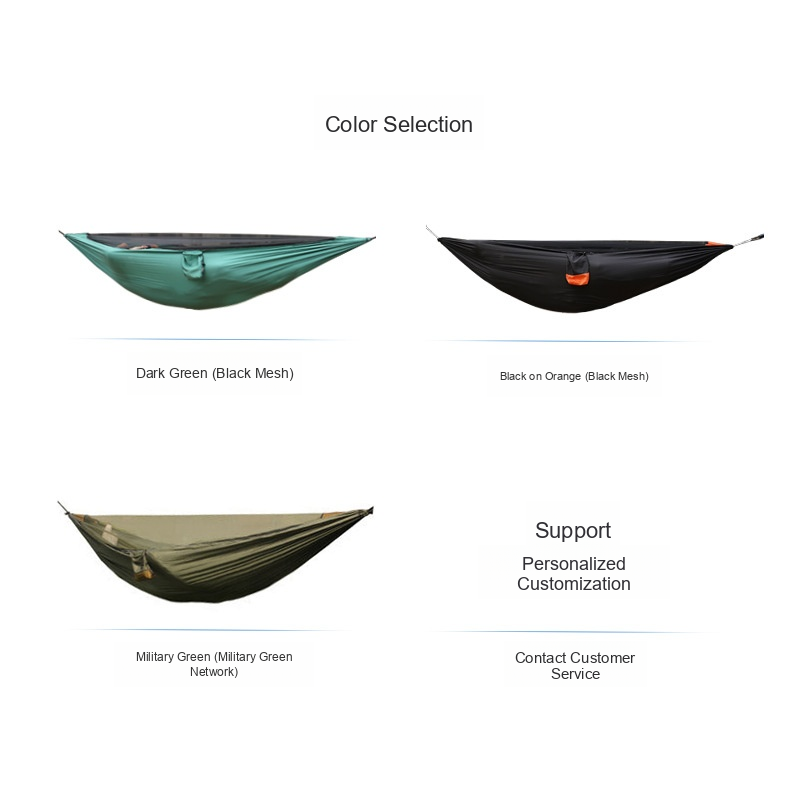 Color Selection
Dark Green (Black Mesh)
Black on Orange (Black Mesh)
Military Green (Military Green
Network)
Support
Personalized
Customization
Contact Customer
Service